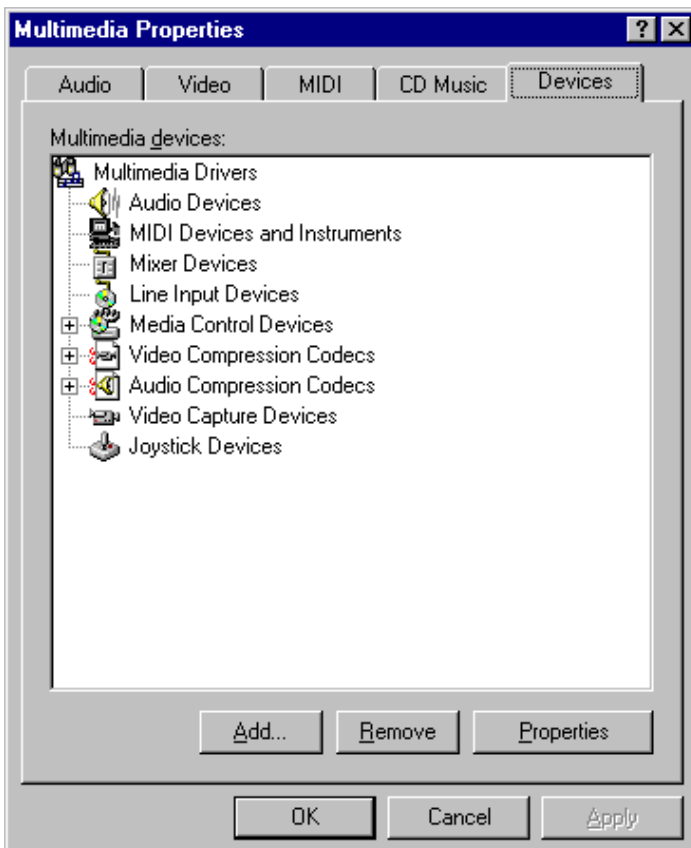 Multimedia Properties
Audio Video MIDI CD Music Devices
Multimedia devices:
Multimedia Drivers
Audio Devices
MIDI Devices and Instruments
Mixer Devices
Line Input Devices
Media Control Devices
Video Compression Codecs
Audio Compression Codecs
Video Capture Devices
Joystick Devices
Add... Remove Properties
OK Cancel Apply